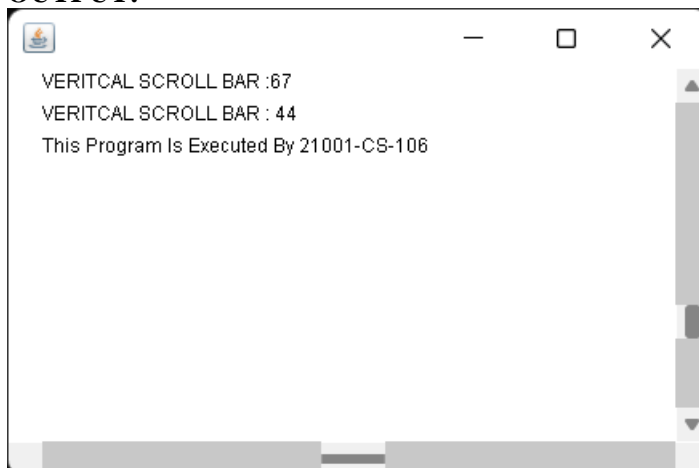 VERITCAL SCROLL BAR :67
VERITCAL SCROLL BAR : 44
This Program Is Executed By 21001-CS-106